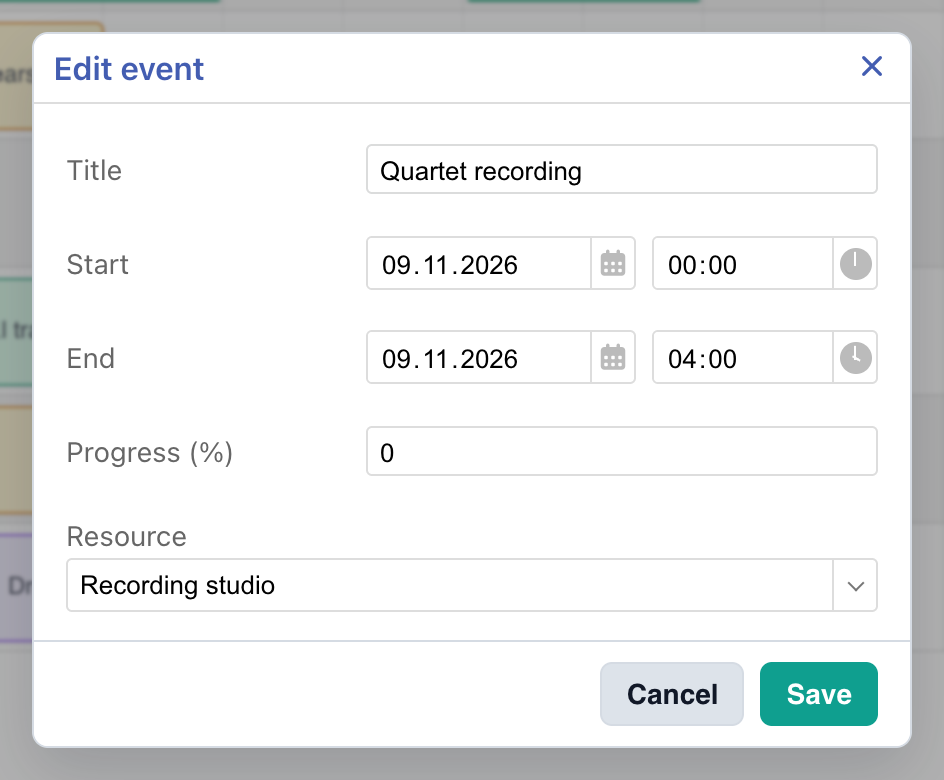 Edit event
Title
Quartet recording
Start
09.11.2026
00:00
End
09.11.2026
04:00
Progress (%)
0
Resource
Recording studio
Cancel
Save